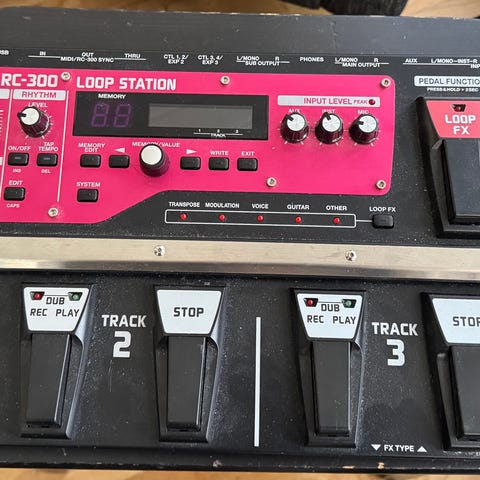 USB IN OUT THRU CTL 1, 2/ CTL 3, 4/ L/MONO R PHONES L/MONO R AUX L/MONO-INST-R
MIDI/RC-300 SYNC EXP 2 EXP 3 SUB OUTPUT MAIN OUTPUT
RC-300 LOOP STATION
PEDAL FUNCTIO
PRESS&HOLD
RHYTHM
LEVEL
MEMORY
INPUT LEVEL PEAK
AUX INST MIC
LOOP
FX
1 2 3
TRACK
ON/OFF TAP
TEMPO
INS DEL
MEMORY
EDIT
MEMORY/VALUE
WRITE EXIT
EDIT
CAPS
SYSTEM
TRANSPOSE MODULATION VOICE GUITAR OTHER LOOP FX
DUB
REC PLAY
TRACK
2
STOP
DUB
REC PLAY
TRACK
3
STOP
FX TYPE